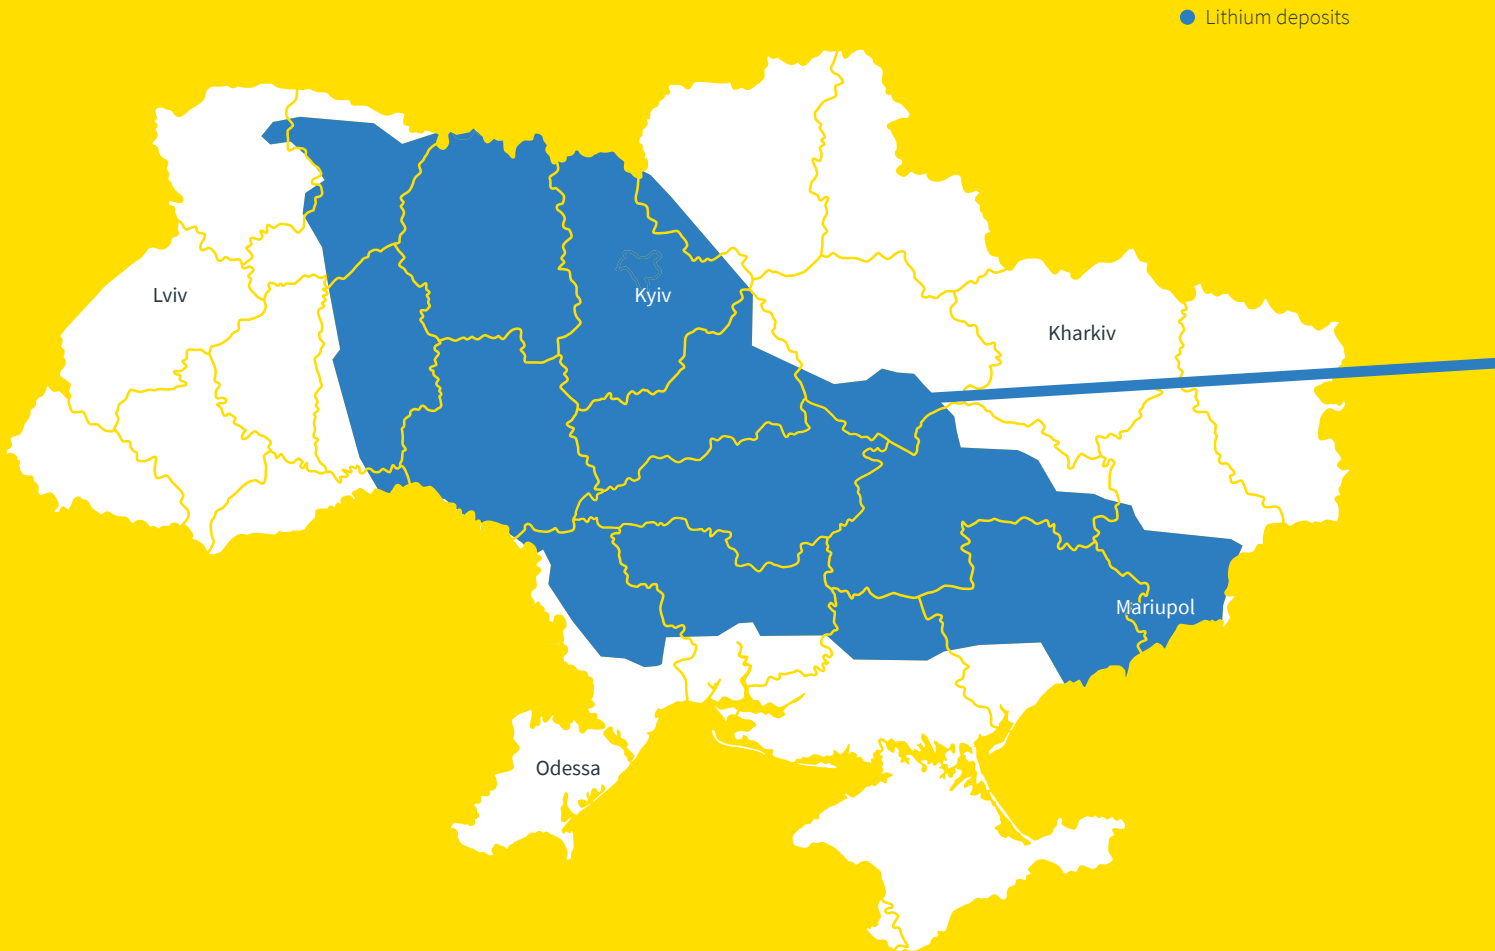 Lithium deposits
Lviv
Kyiv
Kharkiv
Mariupol
Odessa